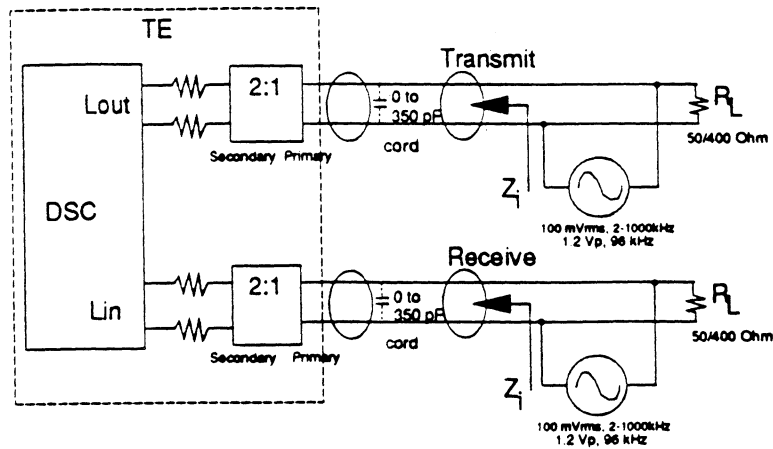 TE
Transmit
Lout
2:1
0 to
350 pF
cord
Secondary Primary
RL
50/400 Ohm
Zi
100 mVrms, 2-1000kHz
1.2 Vp, 96 kHz
DSC
Receive
Lin
2:1
0 to
350 pF
cord
Secondary Primary
RL
50/400 Ohm
Zi
100 mVrms, 2-1000kHz
1.2 Vp, 96 kHz